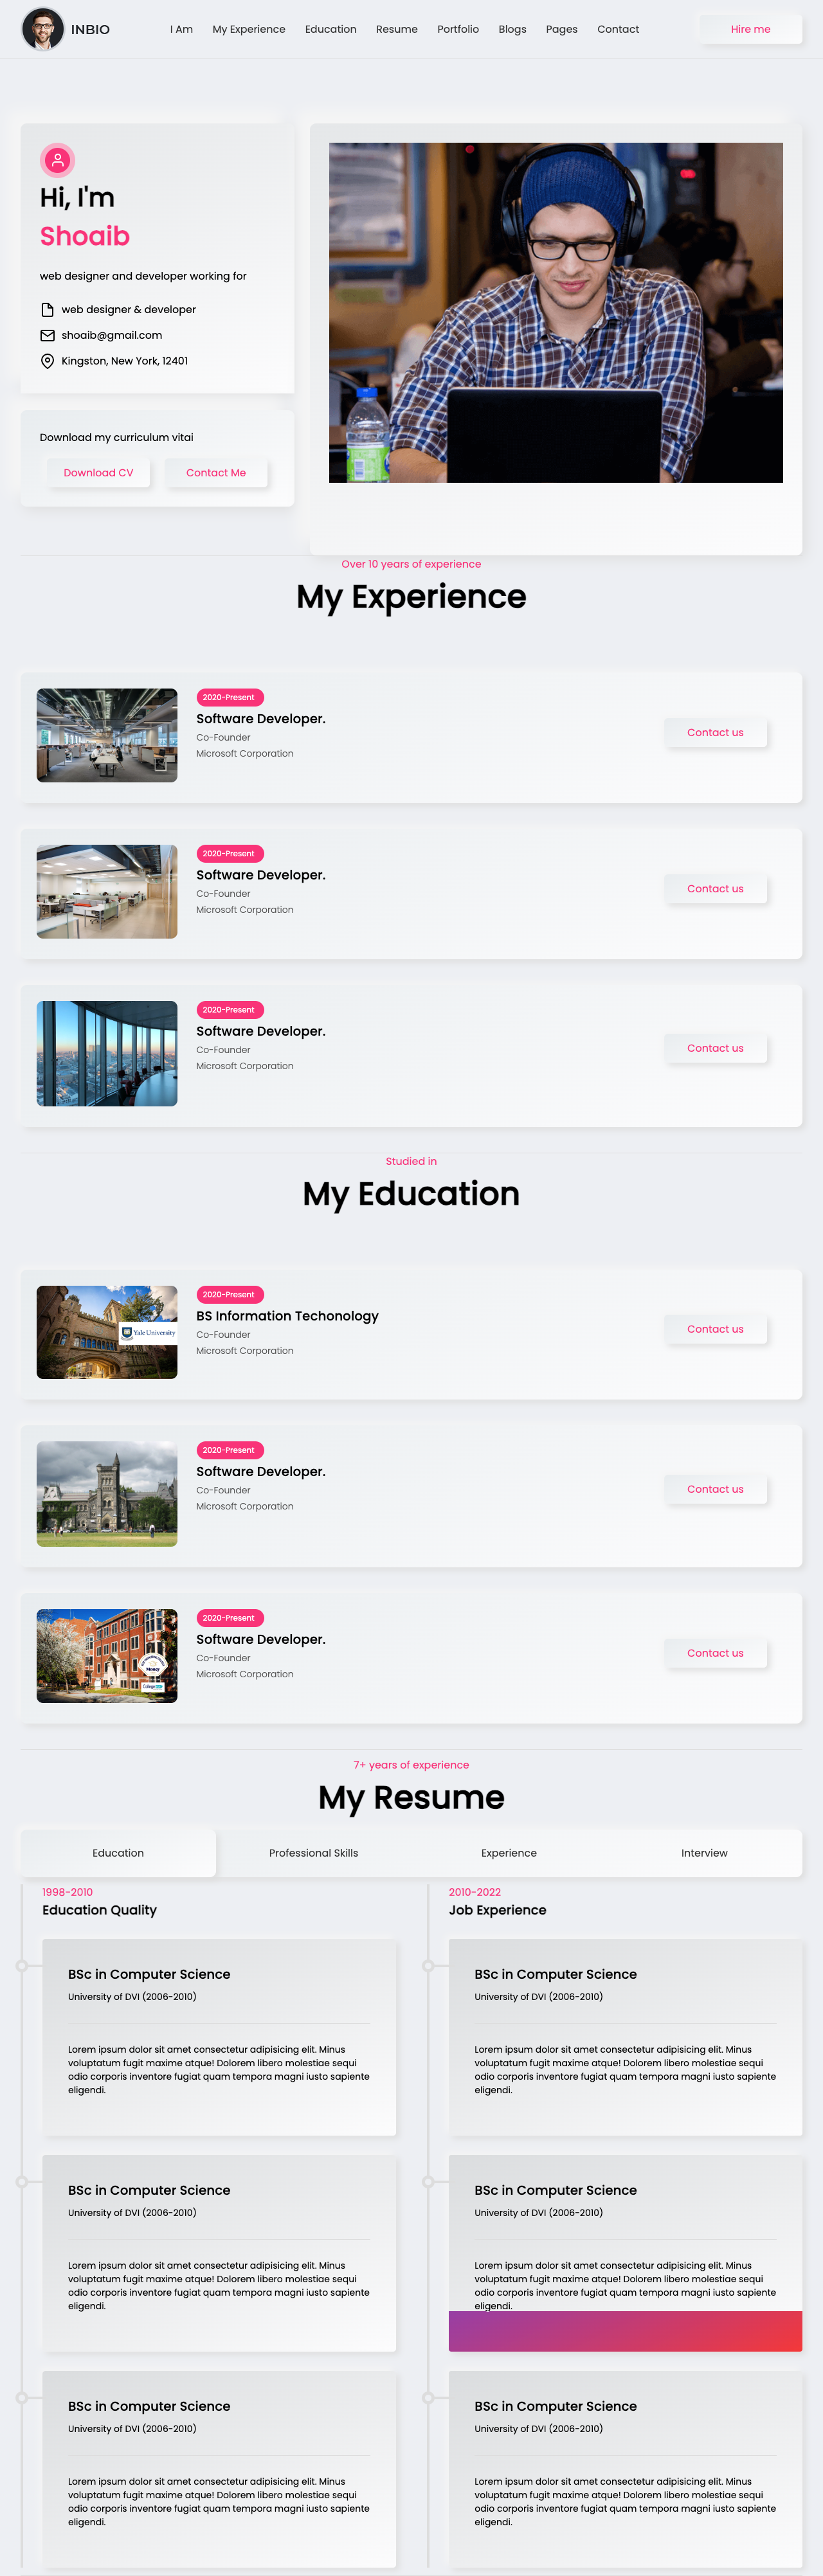 INBIO
I Am
My Experience
Education
Resume
Portfolio
Blogs
Pages
Contact
Hire me
Hi, I'm
Shoaib
web designer and developer working for
web designer & developer
shoaib@gmail.com
Kingston, New York, 12401
Download my curriculum vitai
Download CV
Contact Me
Over 10 years of experience
My Experience
2020-Present
Software Developer.
Co-Founder
Microsoft Corporation
Contact us
2020-Present
Software Developer.
Co-Founder
Microsoft Corporation
Contact us
2020-Present
Software Developer.
Co-Founder
Microsoft Corporation
Contact us
Studied in
My Education
Yale University
2020-Present
BS Information Techonology
Co-Founder
Microsoft Corporation
Contact us
2020-Present
Software Developer.
Co-Founder
Microsoft Corporation
Contact us
2020-Present
Software Developer.
Co-Founder
Microsoft Corporation
Contact us
7+ years of experience
My Resume
Education
Professional Skills
Experience
Interview
1998-2010
Education Quality
BSc in Computer Science
University of DVI (2006-2010)
Lorem ipsum dolor sit amet consectetur adipisicing elit. Minus
voluptatum fugit maxime atque! Dolorem libero molestiae sequi
odio corporis inventore fugiat quam tempora magni iusto sapiente
eligendi.
BSc in Computer Science
University of DVI (2006-2010)
Lorem ipsum dolor sit amet consectetur adipisicing elit. Minus
voluptatum fugit maxime atque! Dolorem libero molestiae sequi
odio corporis inventore fugiat quam tempora magni iusto sapiente
eligendi.
BSc in Computer Science
University of DVI (2006-2010)
Lorem ipsum dolor sit amet consectetur adipisicing elit. Minus
voluptatum fugit maxime atque! Dolorem libero molestiae sequi
odio corporis inventore fugiat quam tempora magni iusto sapiente
eligendi.
2010-2022
Job Experience
BSc in Computer Science
University of DVI (2006-2010)
Lorem ipsum dolor sit amet consectetur adipisicing elit. Minus
voluptatum fugit maxime atque! Dolorem libero molestiae sequi
odio corporis inventore fugiat quam tempora magni iusto sapiente
eligendi.
BSc in Computer Science
University of DVI (2006-2010)
Lorem ipsum dolor sit amet consectetur adipisicing elit. Minus
voluptatum fugit maxime atque! Dolorem libero molestiae sequi
odio corporis inventore fugiat quam tempora magni iusto sapiente
eligendi.
BSc in Computer Science
University of DVI (2006-2010)
Lorem ipsum dolor sit amet consectetur adipisicing elit. Minus
voluptatum fugit maxime atque! Dolorem libero molestiae sequi
odio corporis inventore fugiat quam tempora magni iusto sapiente
eligendi.